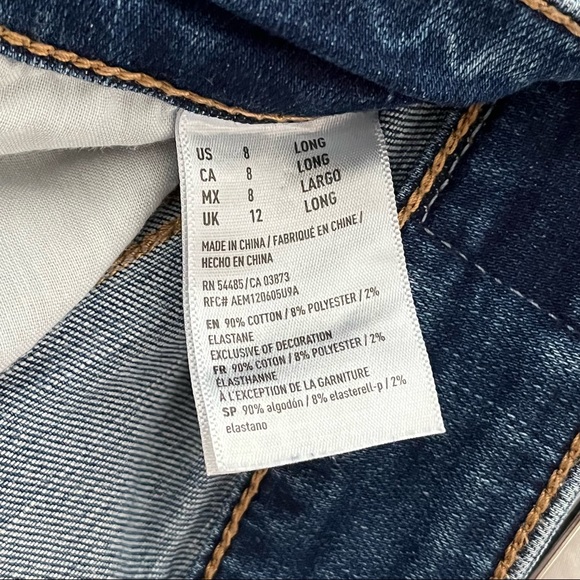 US 8 LONG
CA 8 LONG
MX 8 LARGO
UK 12 LONG
MADE IN CHINA / FABRIQUÉ EN CHINE /
HECHO EN CHINA
RN 54485/CA 03873
RFC# AEM120605U9A
EN 90% COTTON / 8% POLYESTER / 2%
ELASTANE
EXCLUSIVE OF DECORATION
FR 90% COTON / 8% POLYESTER / 2%
ÉLASTHANNE
À L'EXCEPTION DE LA GARNITURE
SP 90% algodón / 8% elasterell-p / 2%
elastano